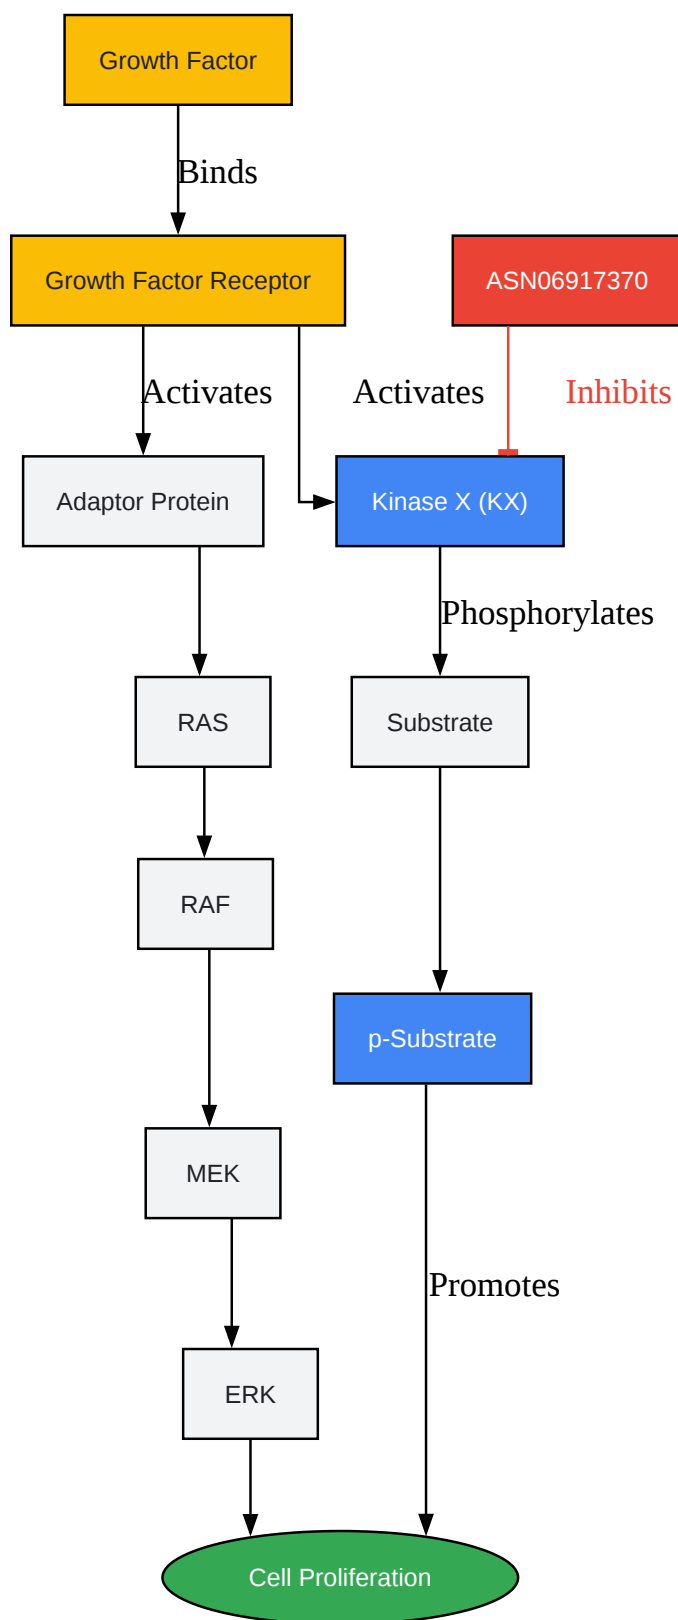 Growth Factor
Binds
Growth Factor Receptor
ASN06917370
Activates
Activates
Inhibits
Adaptor Protein
Kinase X (KX)
Phosphorylates
RAS
Substrate
RAF
p-Substrate
MEK
Promotes
ERK
Cell Proliferation